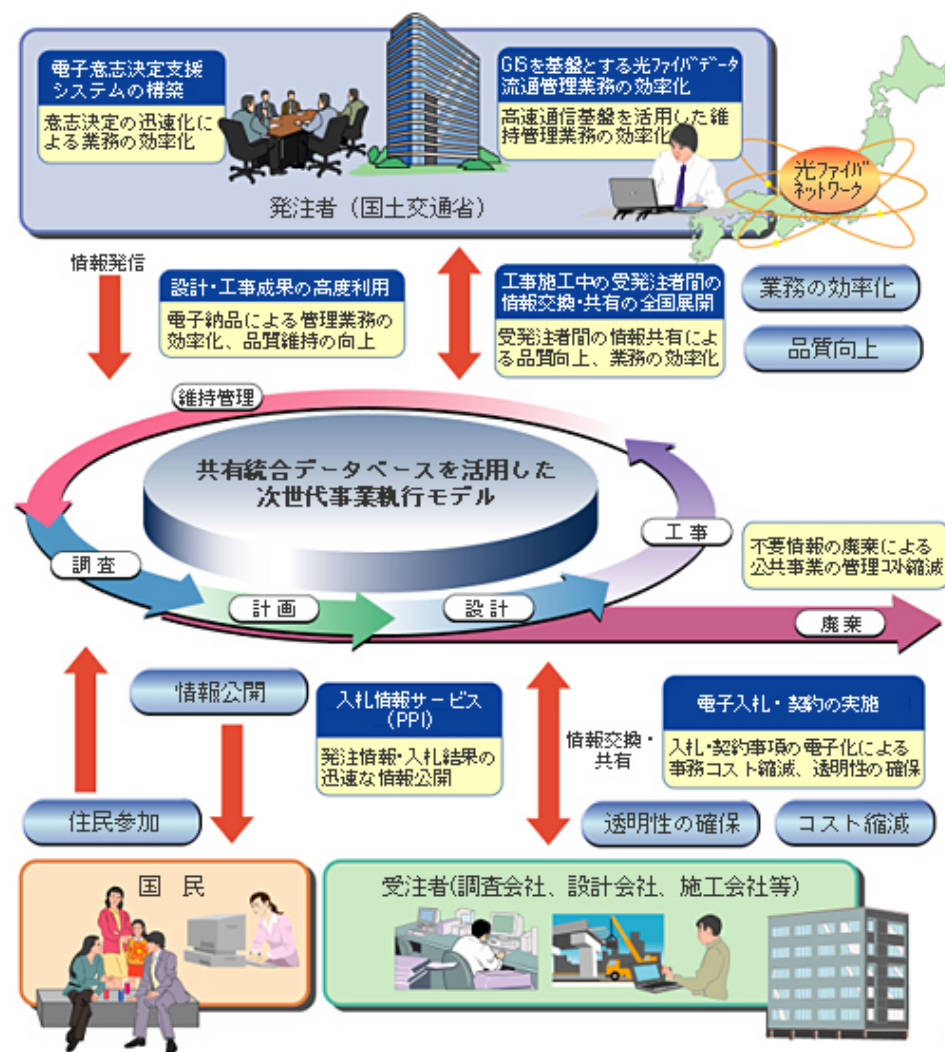 電子意志決定支援
システムの構築
意志決定の迅速化に
よる業務の効率化
GISを基盤とする光ファイバデータ
流通管理業務の効率化
高速通信基盤を活用した維
持管理業務の効率化
発注者（国土交通省）
光ファイバ
ネットワーク
情報発信
設計・工事成果の高度利用
電子納品による管理業務の
効率化、品質維持の向上
工事施工中の受発注者間の
情報交換・共有の全国展開
受発注者間の情報共有によ
る品質向上、業務の効率化
業務の効率化
品質向上
維持管理
共有統合データベースを活用した
次世代事業執行モデル
工事
調査
計画
設計
不要情報の廃棄による
公共事業の管理コスト縮減
廃棄
情報公開
入札情報サービス
(PPI)
発注情報・入札結果の
迅速な情報公開
情報交換・
共有
電子入札・契約の実施
入札・契約事項の電子化による
事務コスト縮減、透明性の確保
住民参加
透明性の確保
コスト縮減
国 民
受注者(調査会社、設計会社、施工会社等)